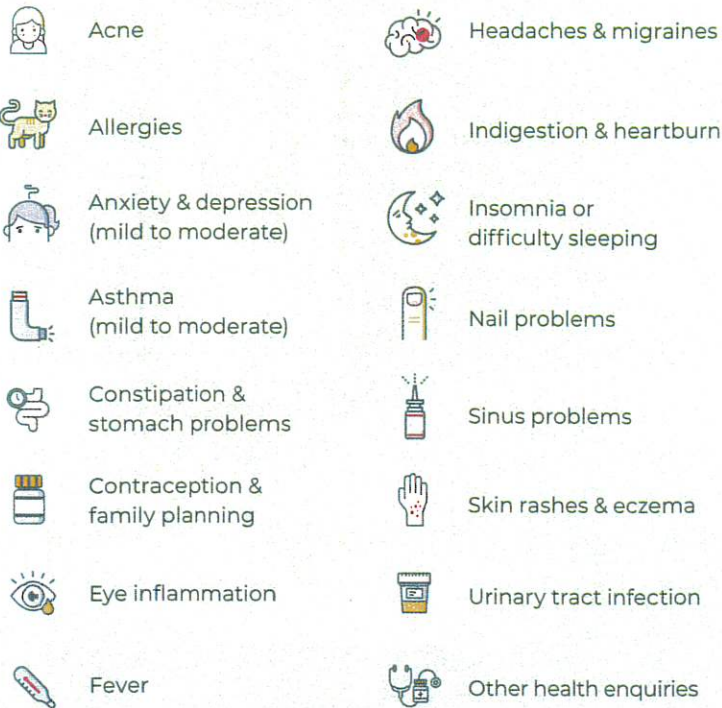 Acne
Allergies
Anxiety & depression
(mild to moderate)
Asthma
(mild to moderate)
Constipation &
stomach problems
Contraception &
family planning
Eye inflammation
Fever
Headaches & migraines
Indigestion & heartburn
Insomnia or
difficulty sleeping
Nail problems
Sinus problems
Skin rashes & eczema
Urinary tract infection
Other health enquiries